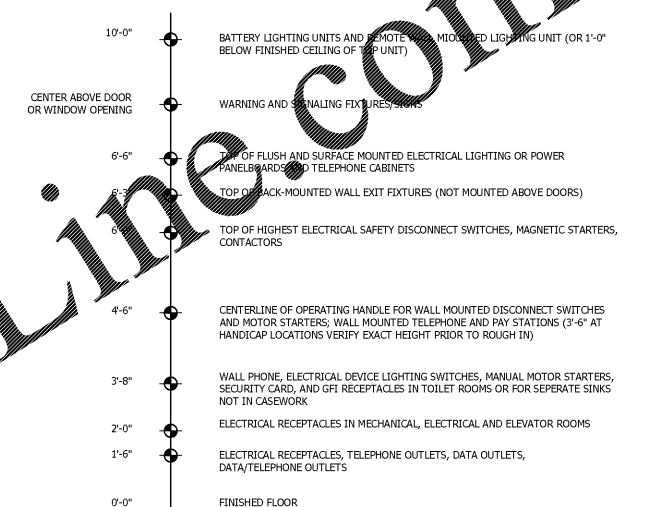 10'-0"
BATTERY LIGHTING UNITS AND REMOTE WALL MIOUNTED LIGHTING UNIT (OR 1'-0"
BELOW FINISHED CEILING OF TOP UNIT)
CENTER ABOVE DOOR
OR WINDOW OPENING
WARNING AND SIGNALING FIXTURES/SIGNS
6'-6"
TOP OF FLUSH AND SURFACE MOUNTED ELECTRICAL LIGHTING OR POWER
PANELBOARDS AND TELEPHONE CABINETS
6'-3"
TOP OF BACK-MOUNTED WALL EXIT FIXTURES (NOT MOUNTED ABOVE DOORS)
TOP OF HIGHEST ELECTRICAL SAFETY DISCONNECT SWITCHES, MAGNETIC STARTERS,
CONTACTORS
4'-6"
CENTERLINE OF OPERATING HANDLE FOR WALL MOUNTED DISCONNECT SWITCHES
AND MOTOR STARTERS; WALL MOUNTED TELEPHONE AND PAY STATIONS (3'-6" AT
HANDICAP LOCATIONS VERIFY EXACT HEIGHT PRIOR TO ROUGH IN)
3'-8"
WALL PHONE, ELECTRICAL DEVICE LIGHTING SWITCHES, MANUAL MOTOR STARTERS,
SECURITY CARD, AND GFI RECEPTACLES IN TOILET ROOMS OR FOR SEPERATE SINKS
NOT IN CASEWORK
2'-0"
ELECTRICAL RECEPTACLES IN MECHANICAL, ELECTRICAL AND ELEVATOR ROOMS
1'-6"
ELECTRICAL RECEPTACLES, TELEPHONE OUTLETS, DATA OUTLETS,
DATA/TELEPHONE OUTLETS
0'-0"
FINISHED FLOOR
Line.com